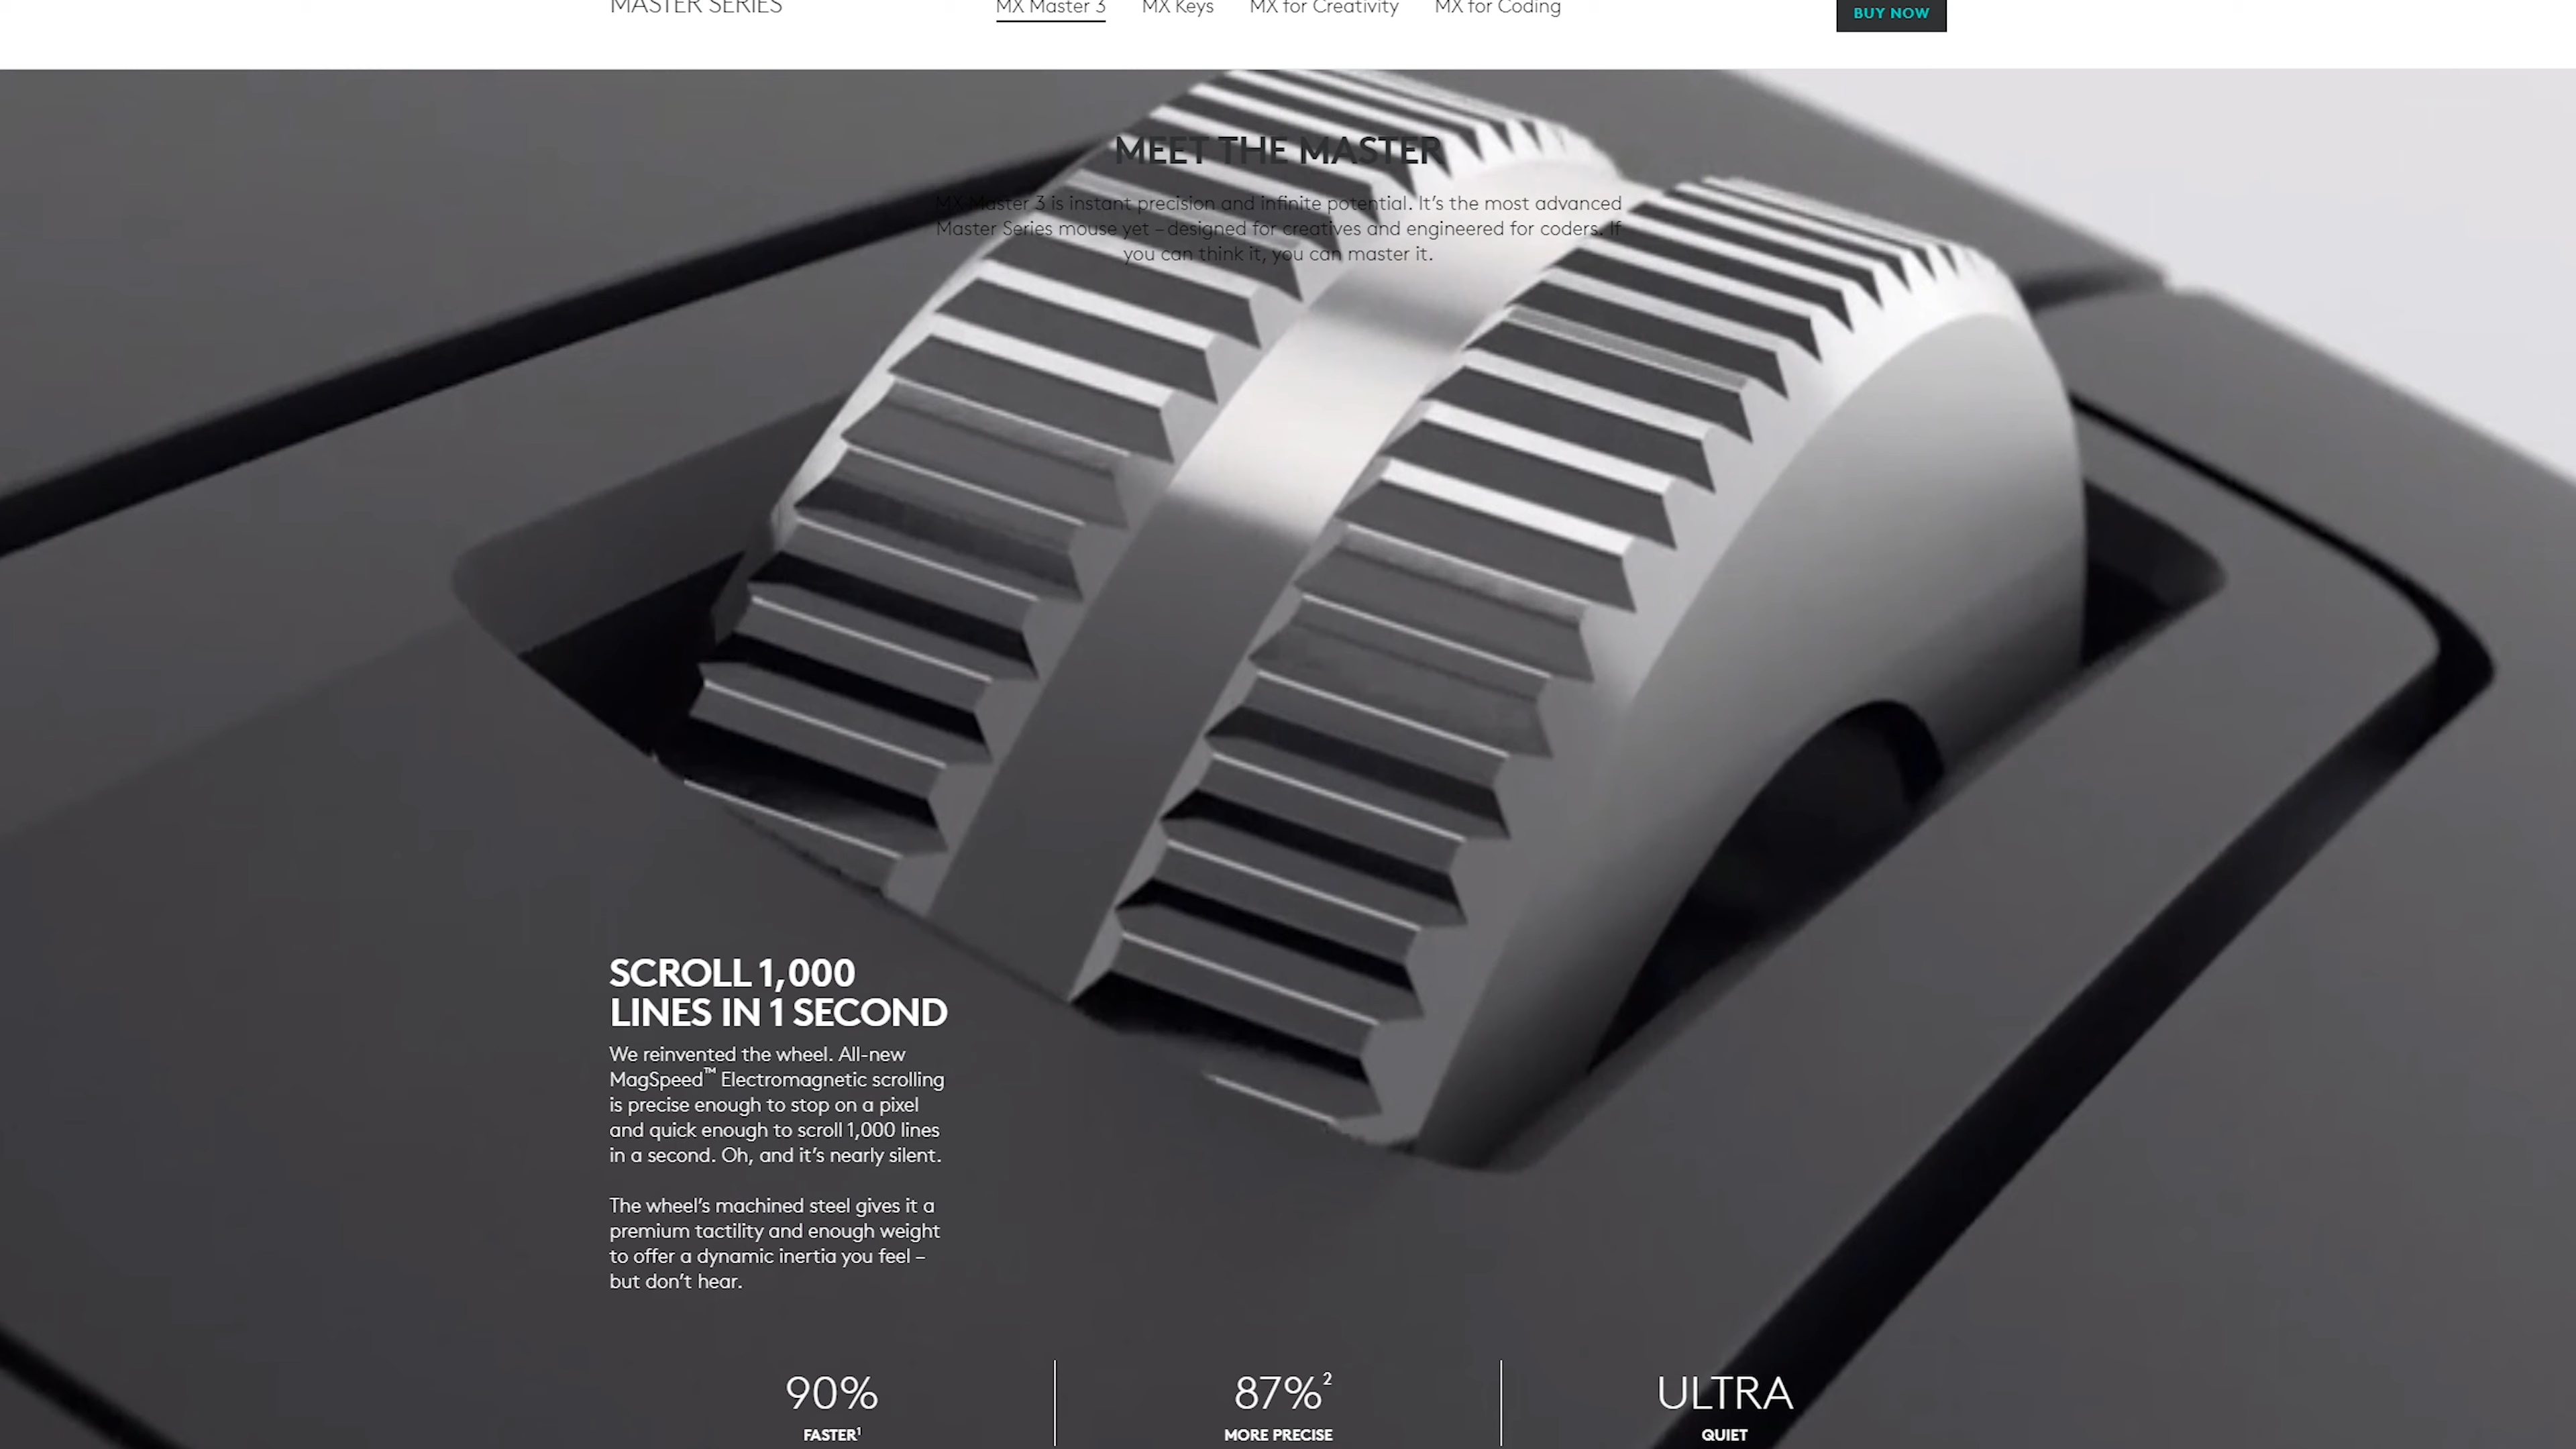 MASTER SERIES
MX Master 3
MX Keys
MX for Creativity
MX for Coding
BUY NOW
MEET THE MASTER
MX Master 3 is instant precision and infinite potential. It’s the most advanced
Master Series mouse yet – designed for creatives and engineered for coders. If
you can think it, you can master it.
SCROLL 1,000
LINES IN 1 SECOND
We reinvented the wheel. All-new
MagSpeed™ Electromagnetic scrolling
is precise enough to stop on a pixel
and quick enough to scroll 1,000 lines
in a second. Oh, and it’s nearly silent.
The wheel’s machined steel gives it a
premium tactility and enough weight
to offer a dynamic inertia you feel –
but don’t hear.
90%
FASTER¹
87%²
MORE PRECISE
ULTRA
QUIET